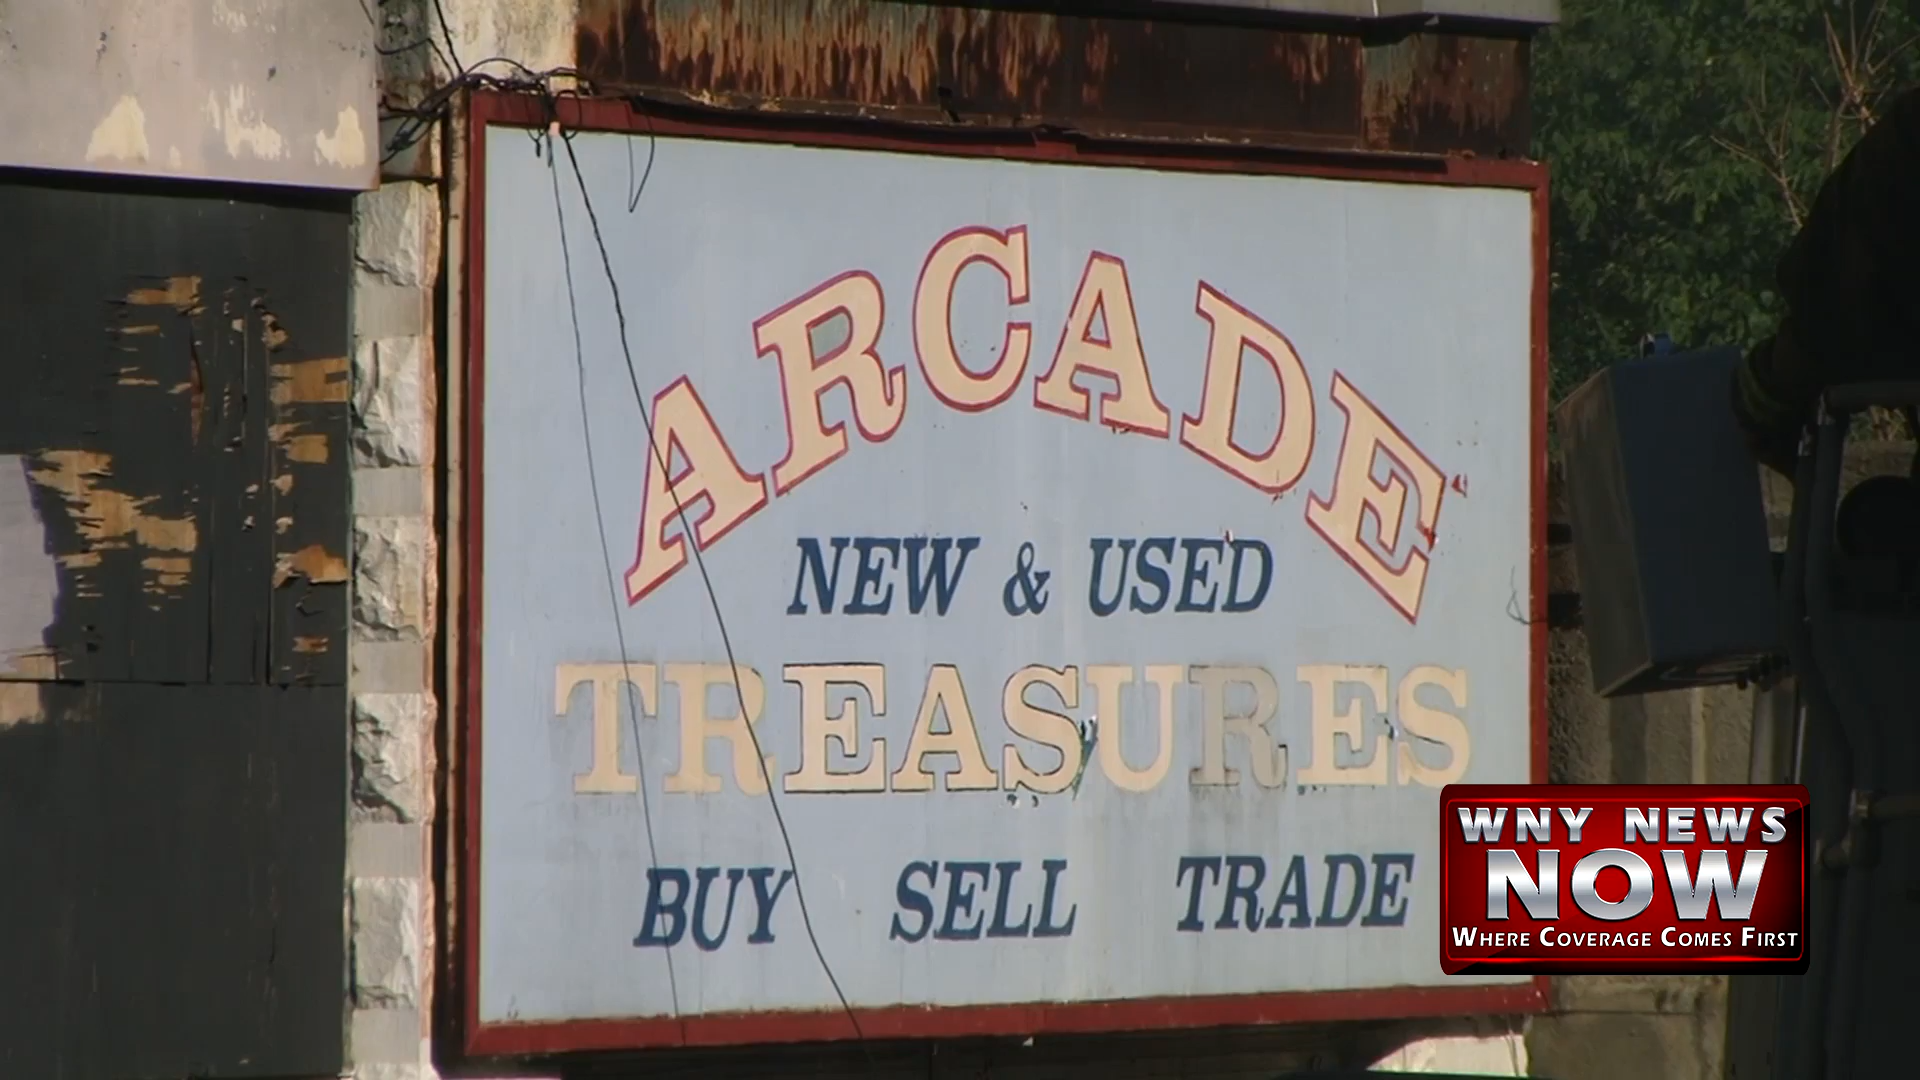 ARCADE
NEW & USED
TREASURES
BUY SELL TRADE
WNY NEWS
NOW
WHERE COVERAGE COMES FIRST